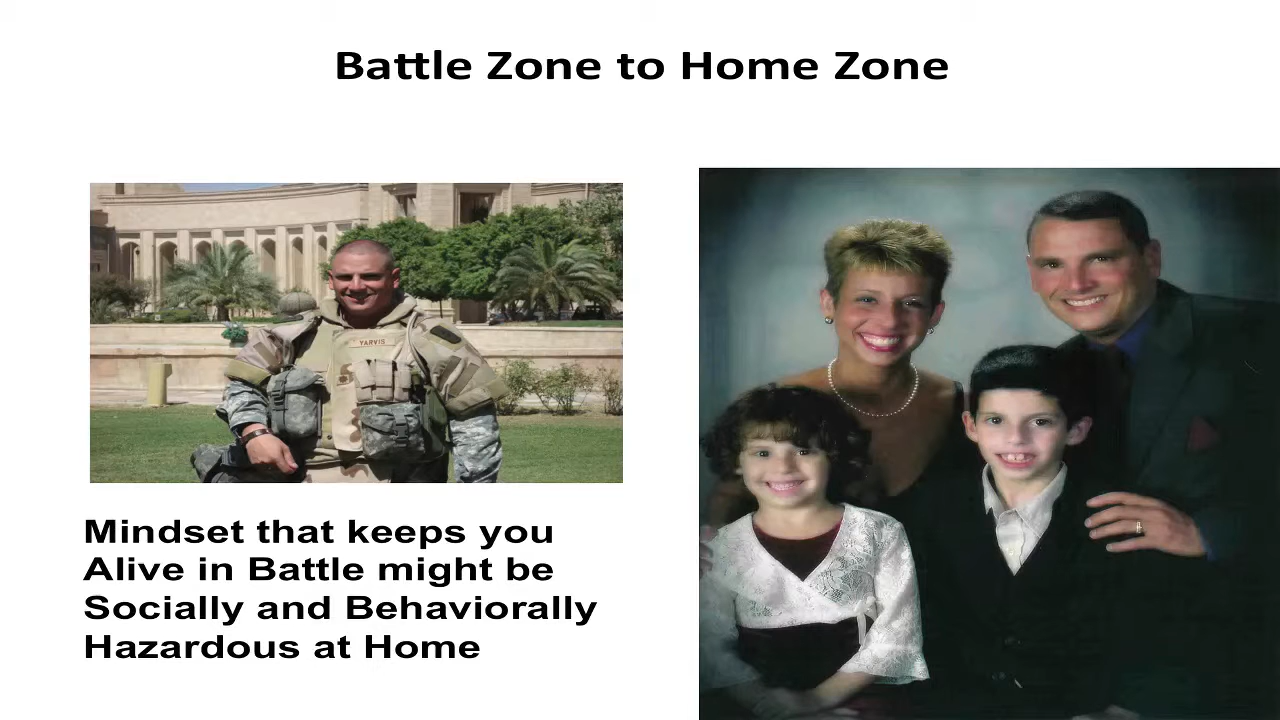 Battle Zone to Home Zone
YARVIS
Mindset that keeps you
Alive in Battle might be
Socially and Behaviorally
Hazardous at Home